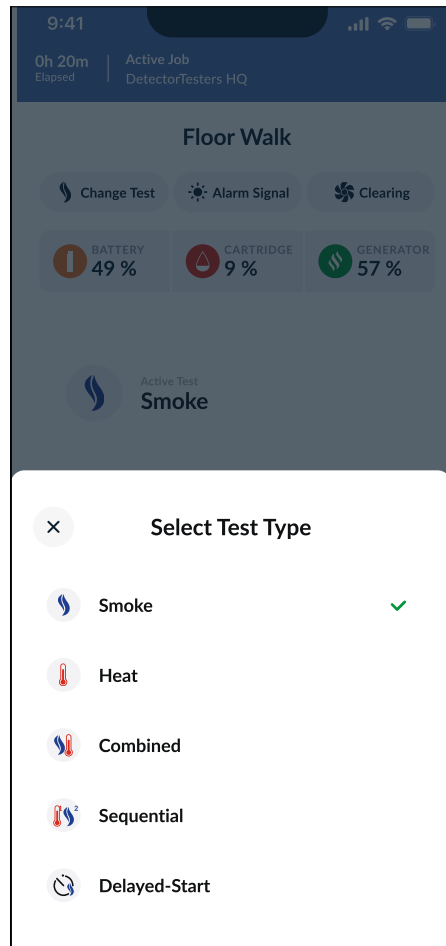 9:41
0h 20m
Elapsed
Active Job
DetectorTesters HQ
Floor Walk
Change Test
Alarm Signal
Clearing
BATTERY
49 %
CARTRIDGE
9 %
GENERATOR
57 %
Active Test
Smoke
Select Test Type
Smoke
Heat
Combined
2
Sequential
Delayed-Start